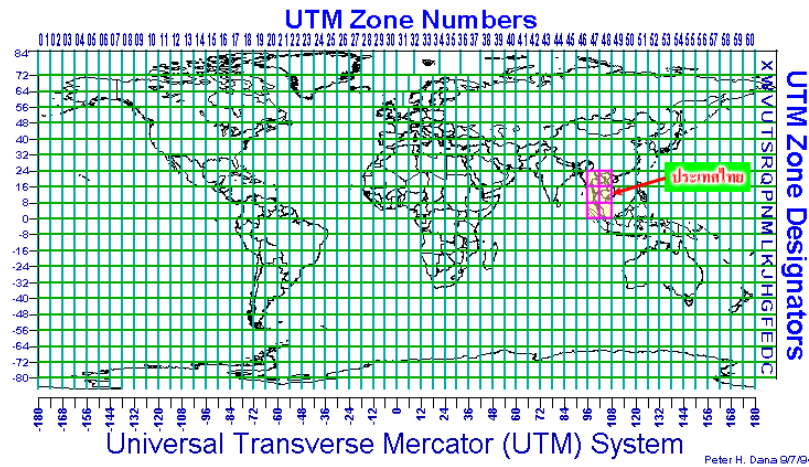 UTM Zone Numbers
01 02 03 04 05 06 07 08 09 10 11 12 13 14 15 16 17 18 19 20 21 22 23 24 25 26 27 28 29 30 31 32 33 34 35 36 37 38 39 40 41 42 43 44 45 46 47 48 49 50 51 52 53 54 55 56 57 58 59 60
84
72
64
56
48
40
32
24
16
8
0
-8
-16
-24
-32
-40
-48
-56
-64
-72
-80
X W V U T S R Q P N M L K J H G F E D C
UTM Zone Designators
ประเทศไทย
-180 -168 -156 -144 -132 -120 -108 -96 -84 -72 -60 -48 -36 -24 -12 0 12 24 36 48 60 72 84 96 108 120 132 144 156 168 180
Universal Transverse Mercator (UTM) System
Peter H. Dana 9/7/94